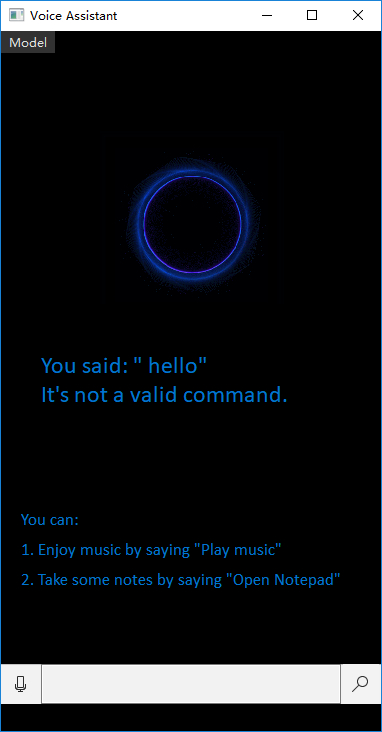 Voice Assistant
Model
You said: " hello"
It's not a valid command.
You can:
1. Enjoy music by saying "Play music"
2. Take some notes by saying "Open Notepad"